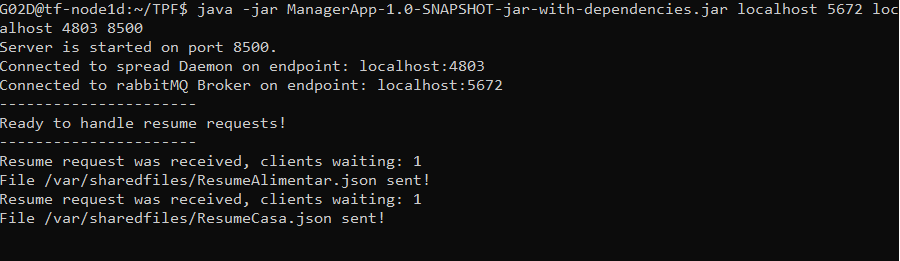 G02D@tf-node1d:~/TPF$ java -jar ManagerApp-1.0-SNAPSHOT-jar-with-dependencies.jar localhost 5672 loc
alhost 4803 8500
Server is started on port 8500.
Connected to spread Daemon on endpoint: localhost:4803
Connected to rabbitMQ Broker on endpoint: localhost:5672
----------------------
Ready to handle resume requests!
----------------------
Resume request was received, clients waiting: 1
File /var/sharedfiles/ResumeAlimentar.json sent!
Resume request was received, clients waiting: 1
File /var/sharedfiles/ResumeCasa.json sent!